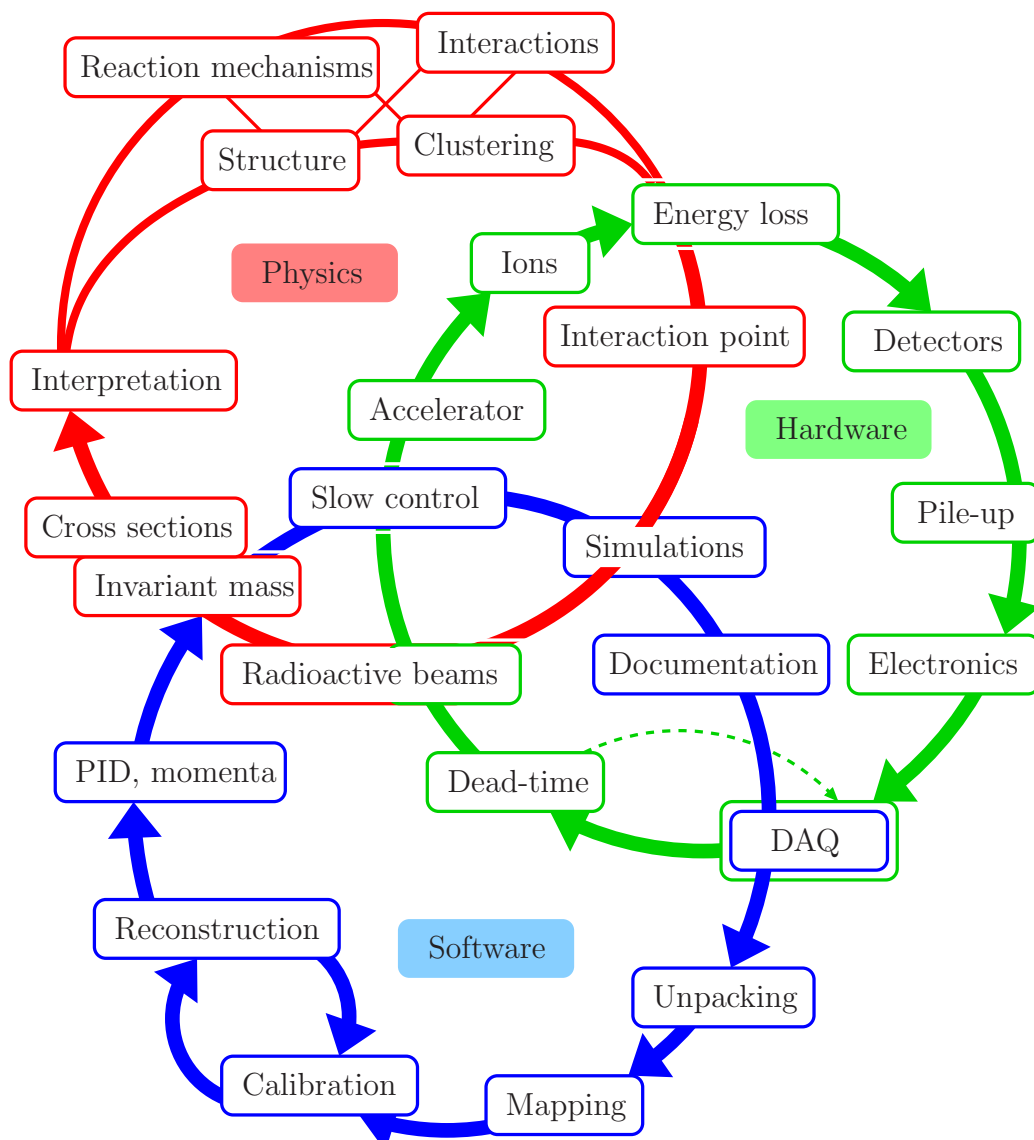 Interactions
Reaction mechanisms
Clustering
Structure
Energy loss
Ions
Physics
Interaction point
Detectors
Interpretation
Accelerator
Hardware
Slow control
Pile-up
Cross sections
Simulations
Invariant mass
Documentation
Electronics
Radioactive beams
PID, momenta
Dead-time
DAQ
Reconstruction
Software
Unpacking
Calibration
Mapping